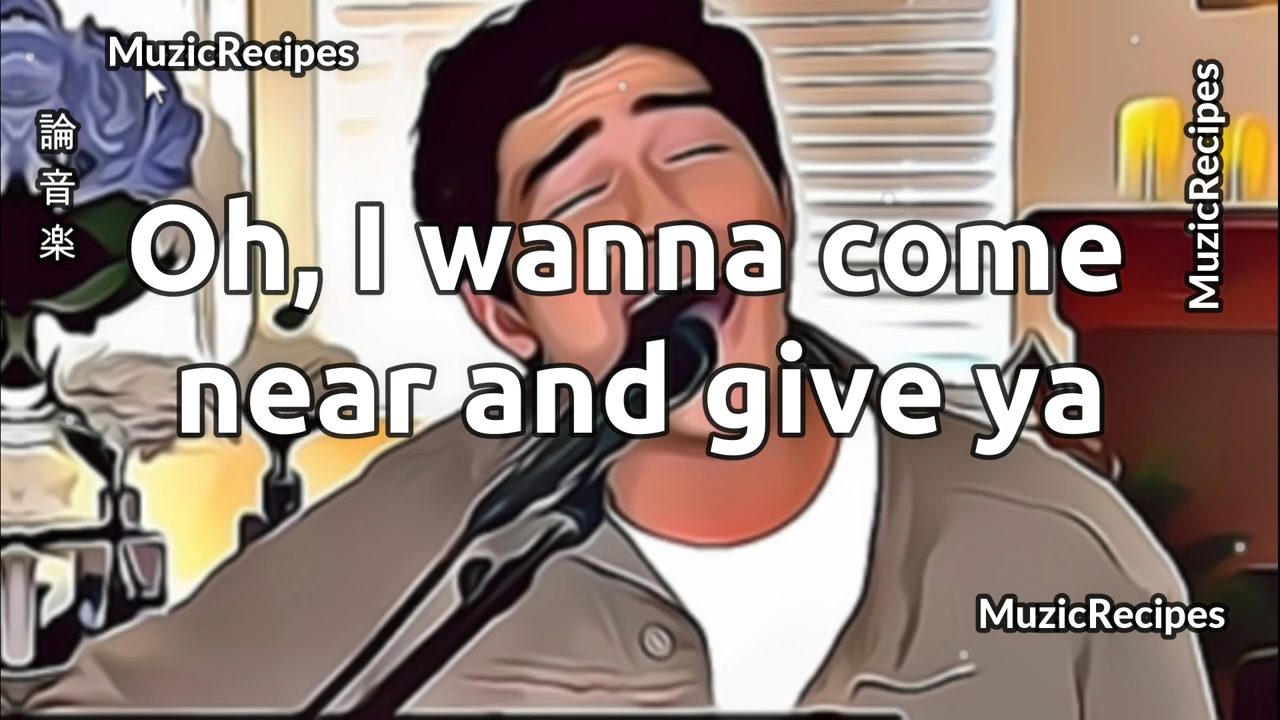 MuzicRecipes
論音楽
MuzicRecipes
Oh, I wanna come
near and give ya
MuzicRecipes